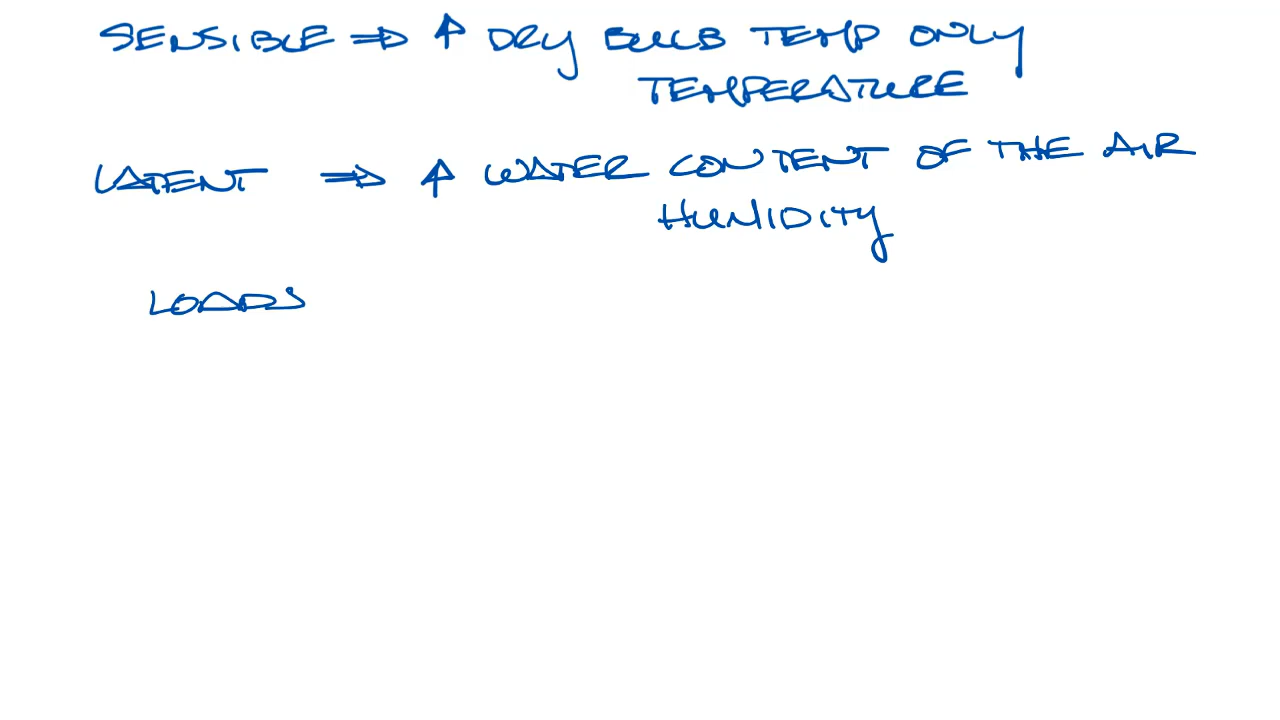 SENSIBLE ⇒ ↑ DRY BULB TEMP ONLY
TEMPERATURE
LATENT ⇒ ↑ WATER CONTENT OF THE AIR
HUMIDITY
LOADS